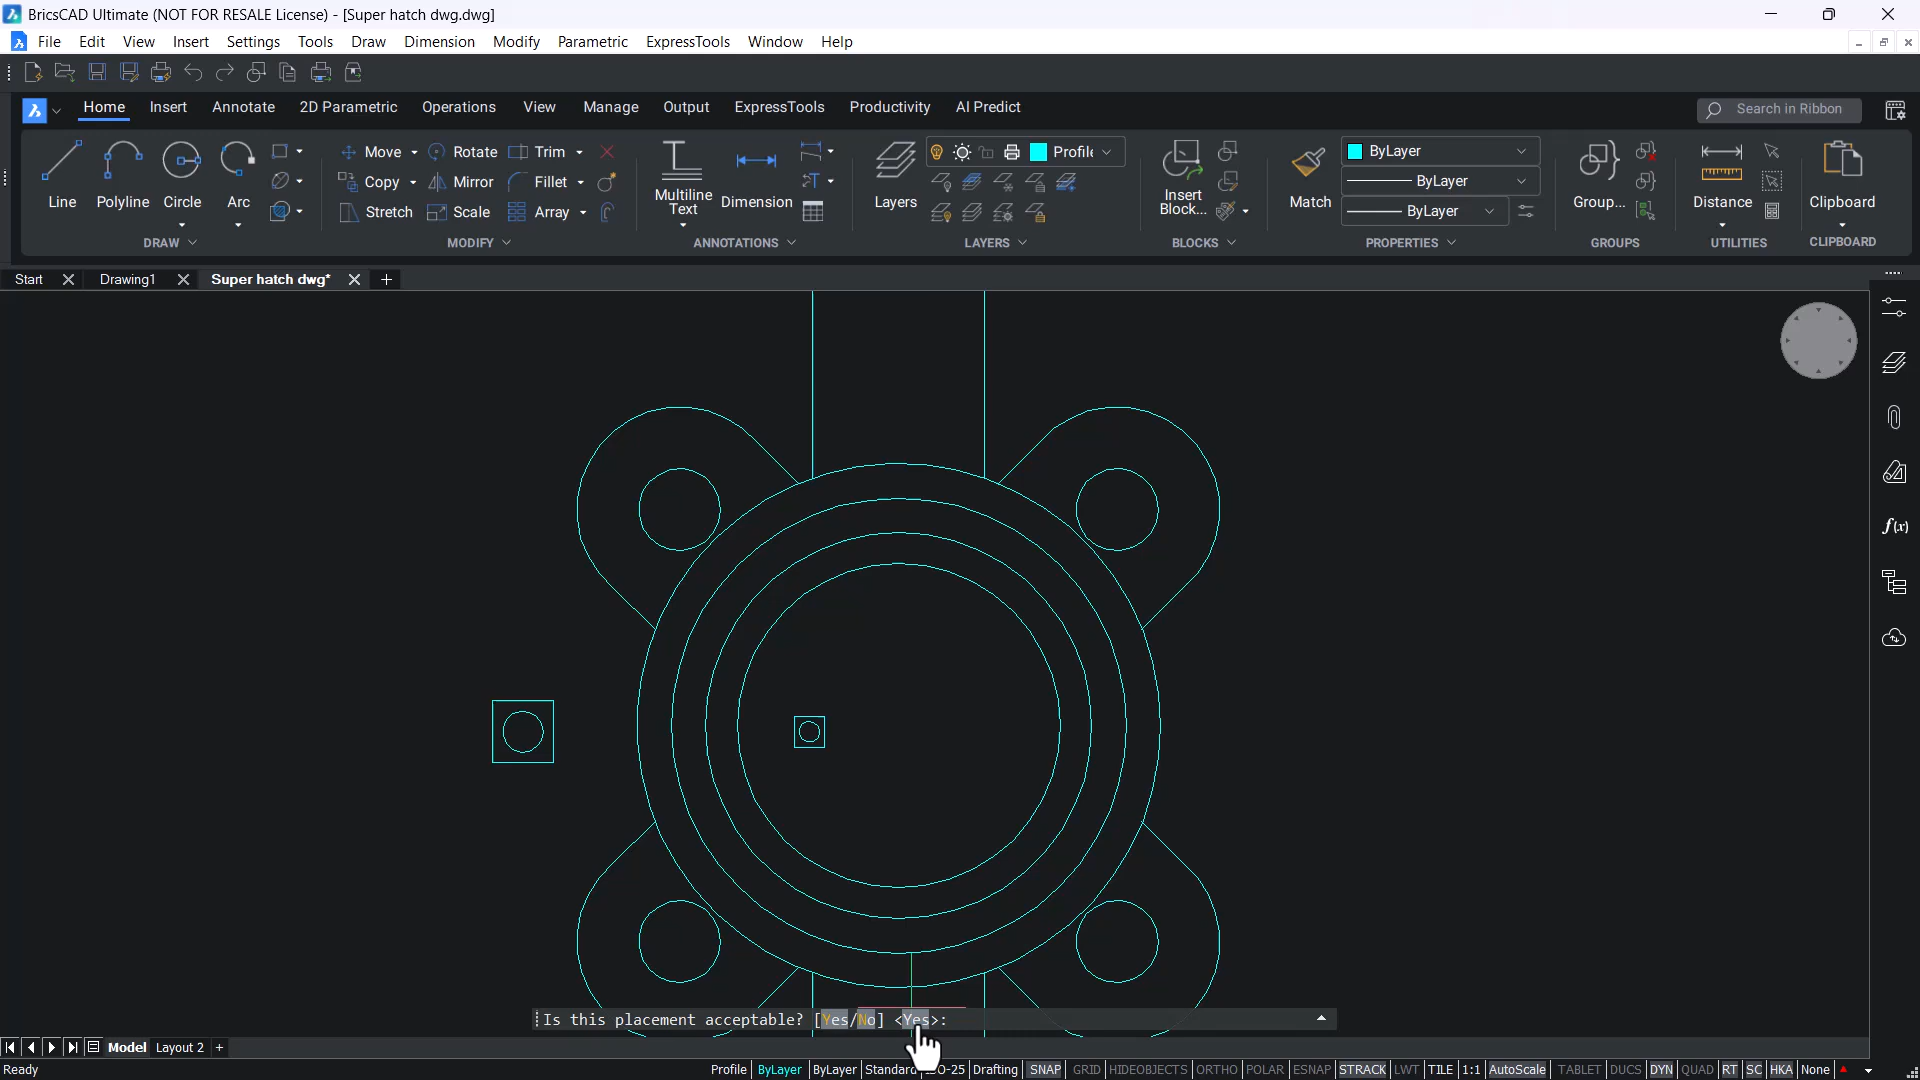 BricsCAD Ultimate (NOT FOR RESALE License) - [Super hatch dwg.dwg]
File Edit View Insert Settings Tools Draw Dimension Modify Parametric ExpressTools Window Help
Home Insert Annotate 2D Parametric Operations View Manage Output ExpressTools Productivity AI Predict Search in Ribbon
Move Rotate Trim Profile ByLayer
Copy Mirror Fillet ByLayer
Line Polyline Circle Arc Multiline Text Dimension Layers Insert Block... Match Group... Distance Clipboard
Stretch Scale Array ByLayer
DRAW MODIFY ANNOTATIONS LAYERS BLOCKS PROPERTIES GROUPS UTILITIES CLIPBOARD
Start Drawing1 Super hatch dwg* +
f(x)
Is this placement acceptable? [Yes/No] <Yes>:
Model Layout 2 +
Ready Profile ByLayer ByLayer Standard ISO-25 Drafting SNAP GRID HIDEOBJECTS ORTHO POLAR ESNAP STRACK LWT TILE 1:1 AutoScale TABLET DUCS DYN QUAD RT SC HKA None